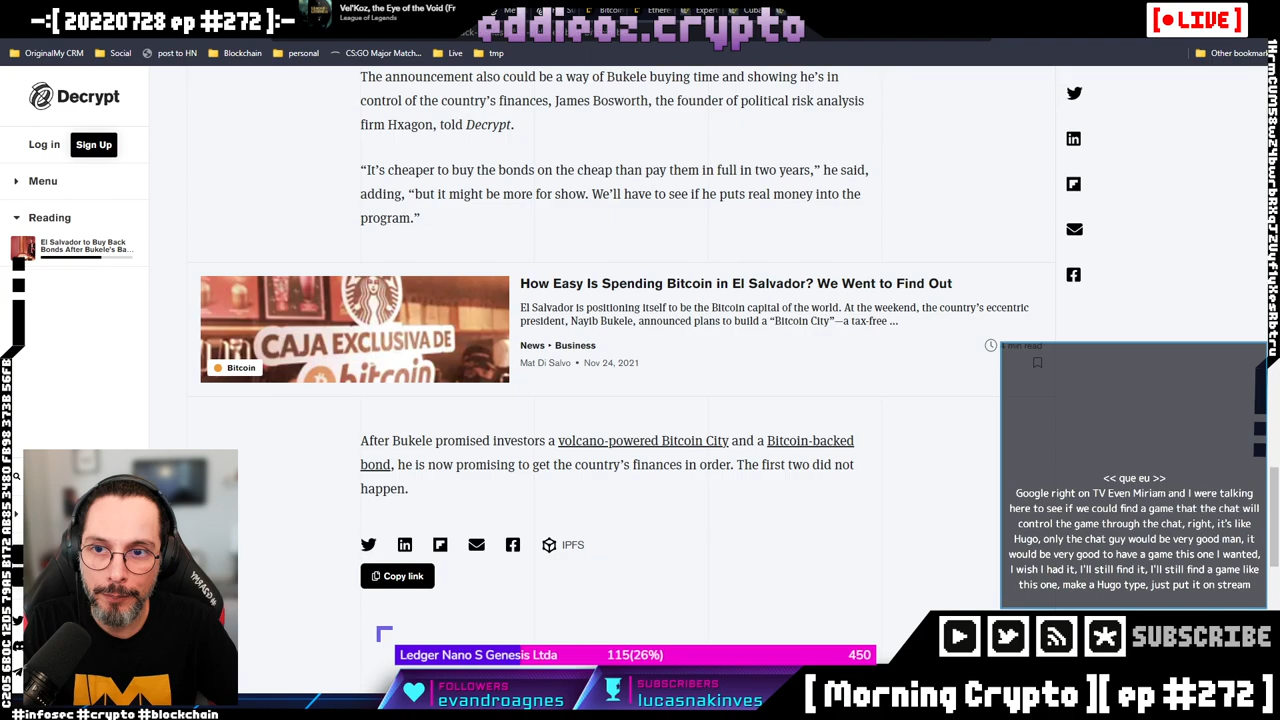 -:[ 20220728 ep #272 ]:-
Vel'Koz, the Eye of the Void (Fr
League of Legends
eddieoz.crypto
[ ● LIVE ]
OriginalMy CRM
Social
post to HN
Blockchain
personal
CS:GO Major Match...
Live
tmp
Other bookmar
Decrypt
Log in
Sign Up
Menu
Reading
El Salvador to Buy Back
Bonds After Bukele's Ba...
The announcement also could be a way of Bukele buying time and showing he's in
control of the country's finances, James Bosworth, the founder of political risk analysis
firm Hxagon, told Decrypt.
“It's cheaper to buy the bonds on the cheap than pay them in full in two years,” he said,
adding, “but it might be more for show. We'll have to see if he puts real money into the
program.”
CAJA EXCLUSIVA DE
bitcoin
Bitcoin
How Easy Is Spending Bitcoin in El Salvador? We Went to Find Out
El Salvador is positioning itself to be the Bitcoin capital of the world. At the weekend, the country's eccentric
president, Nayib Bukele, announced plans to build a “Bitcoin City”—a tax-free ...
News • Business
Mat Di Salvo • Nov 24, 2021
min read
After Bukele promised investors a volcano-powered Bitcoin City and a Bitcoin-backed
bond, he is now promising to get the country's finances in order. The first two did not
happen.
IPFS
Copy link
<< que eu >>
Google right on TV Even Miriam and I were talking
here to see if we could find a game that the chat will
control the game through the chat, right, it's like
Hugo, only the chat guy would be very good man, it
would be very good to have a game this one I wanted,
I wish I had it, I'll still find it, I'll still find a game like
this one, make a Hugo type, just put it on stream
Ledger Nano S Genesis Ltda 115(26%) 450
FOLLOWERS
evandroagnes
SUBSCRIBERS
lucasnakinves
SUBSCRIBE
[ Morning Crypto ][ ep #272 ]
#infosec #crypto #blockchain